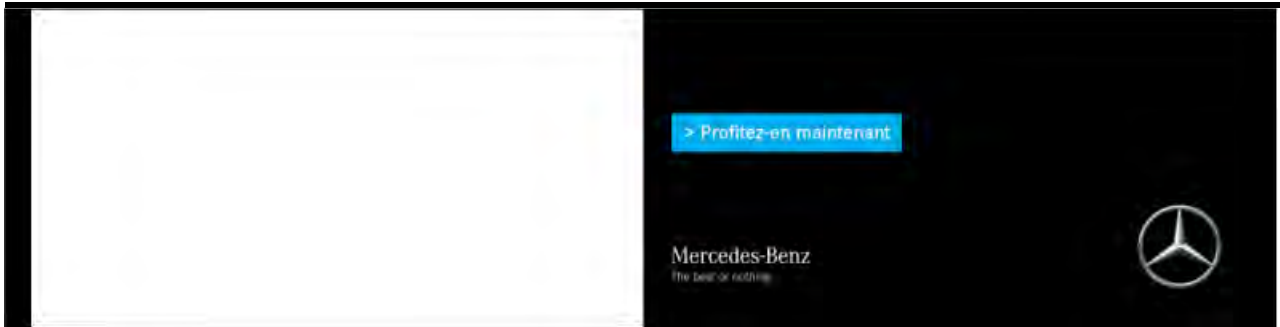 > Profitez-en maintenant
Mercedes-Benz
The best or nothing